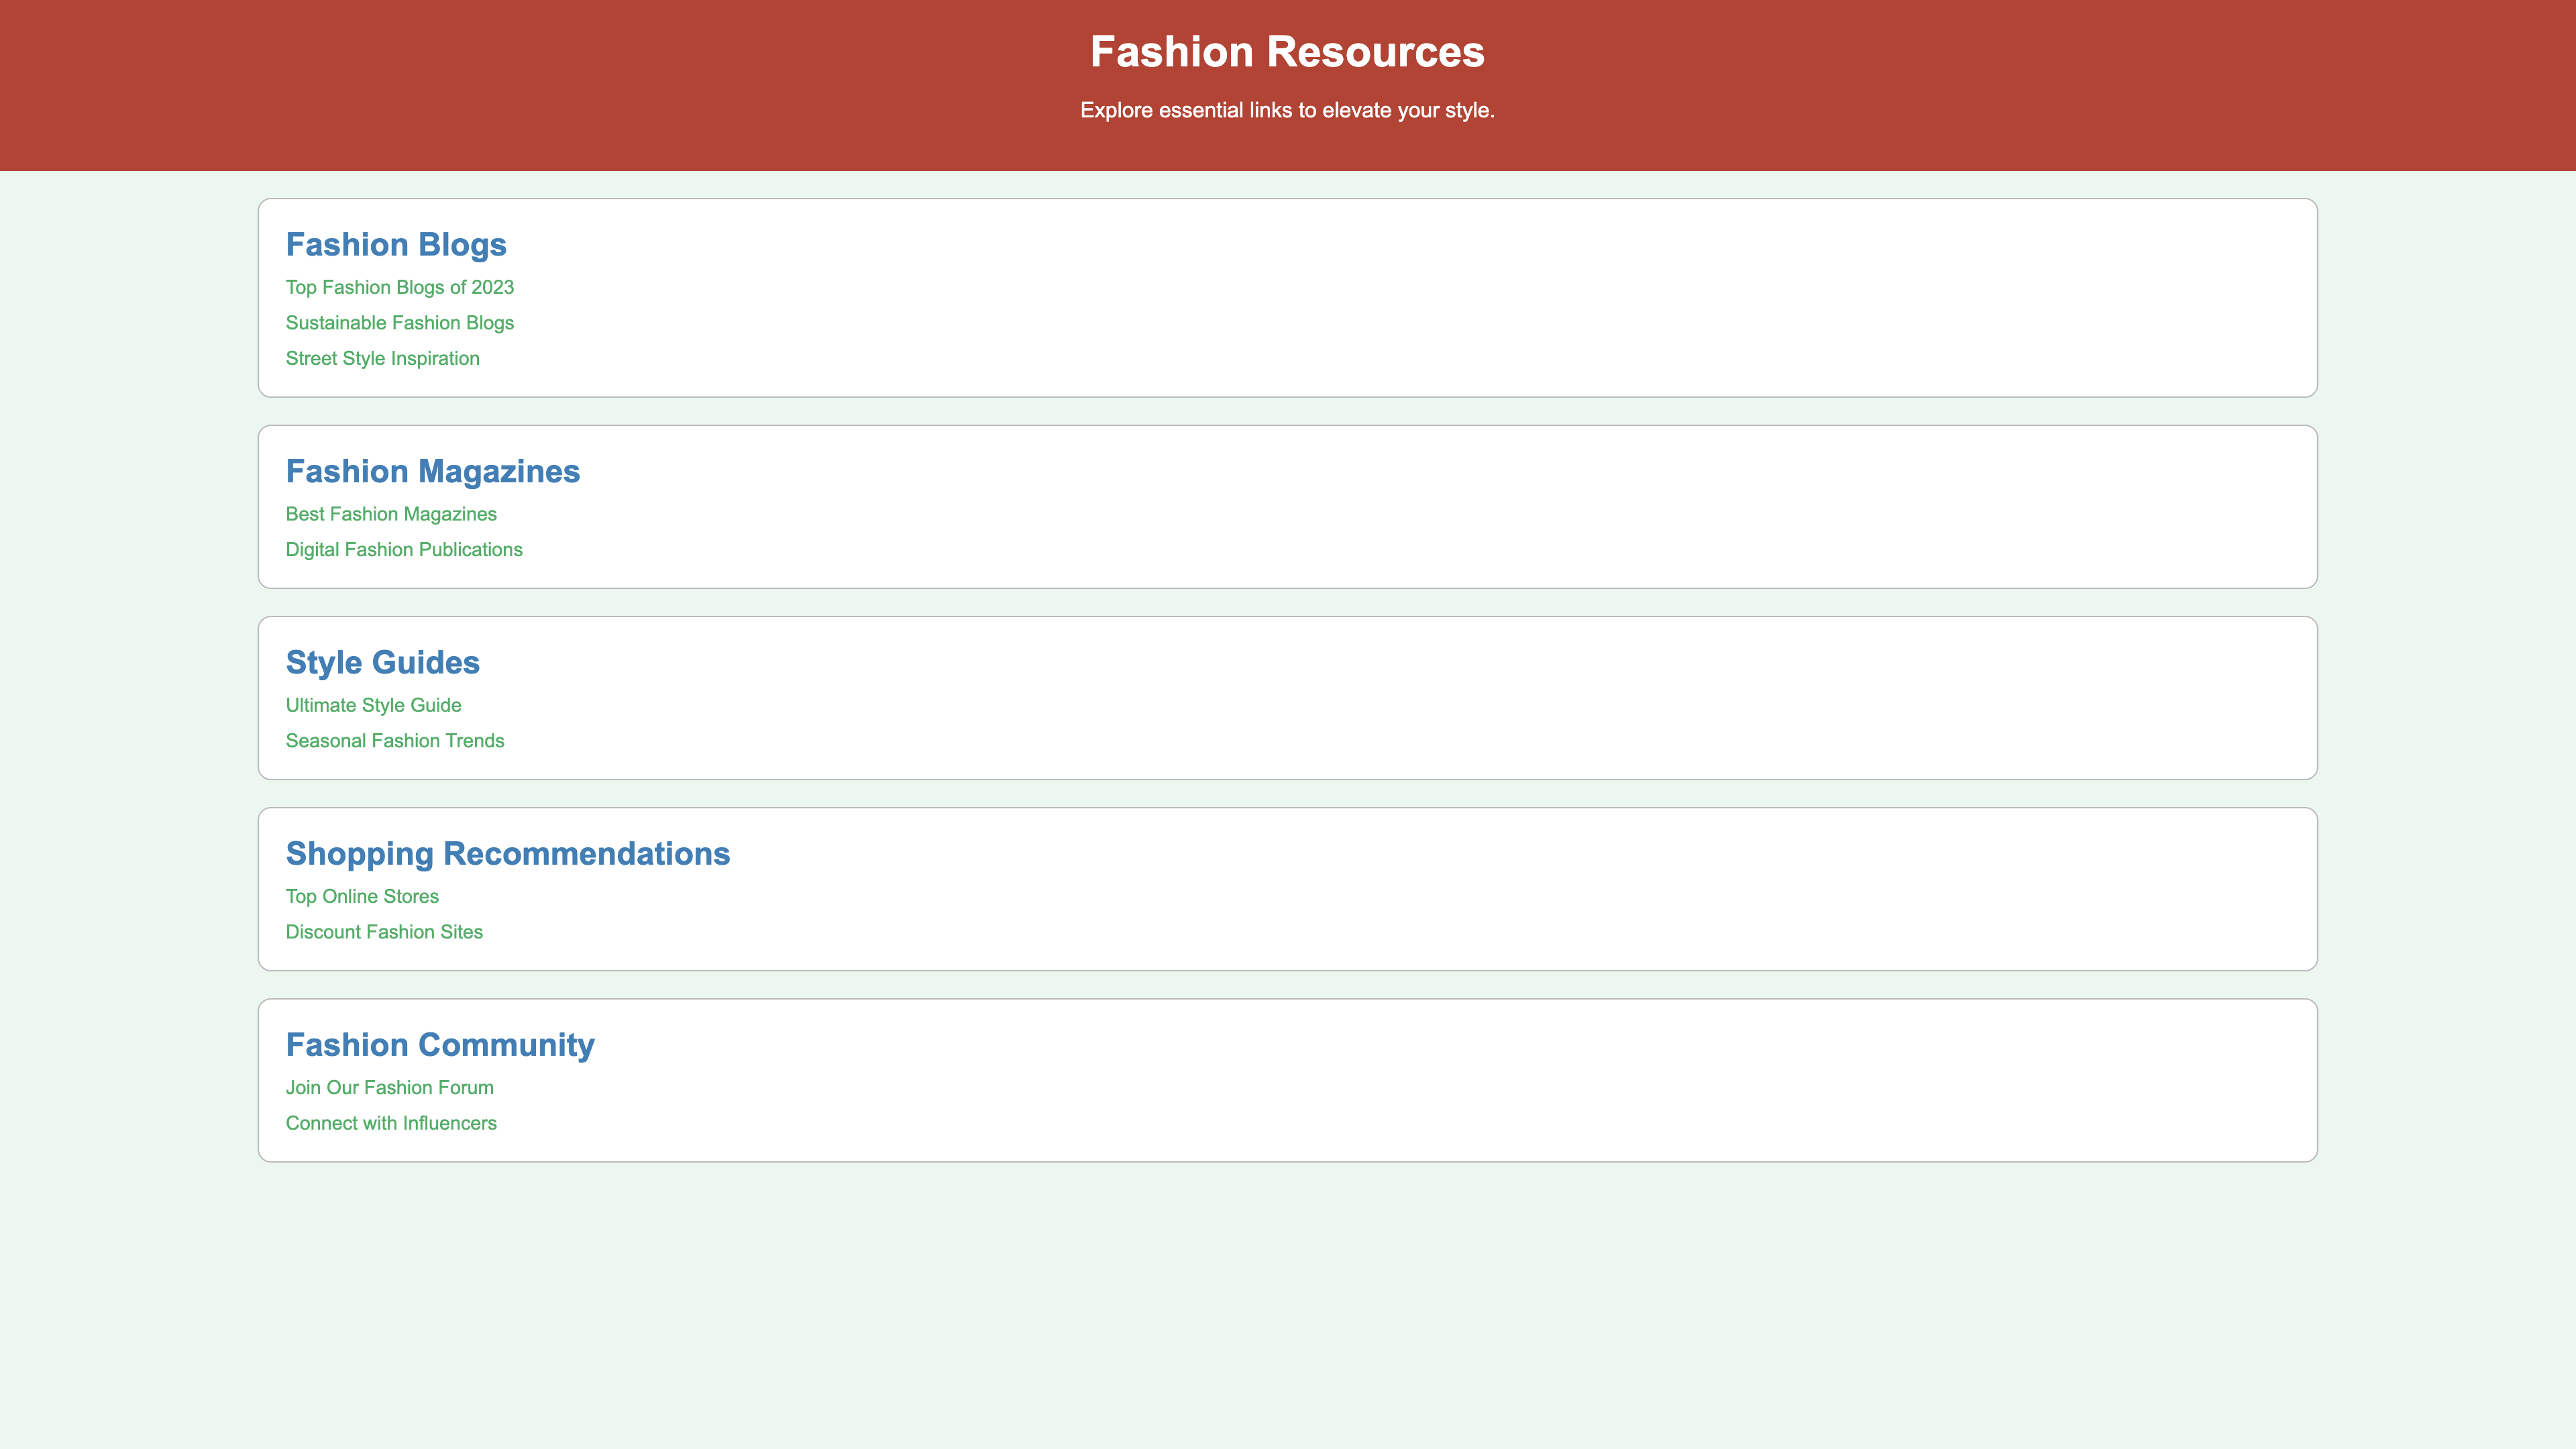 Fashion Resources
Explore essential links to elevate your style.
Fashion Blogs
Top Fashion Blogs of 2023
Sustainable Fashion Blogs
Street Style Inspiration
Fashion Magazines
Best Fashion Magazines
Digital Fashion Publications
Style Guides
Ultimate Style Guide
Seasonal Fashion Trends
Shopping Recommendations
Top Online Stores
Discount Fashion Sites
Fashion Community
Join Our Fashion Forum
Connect with Influencers